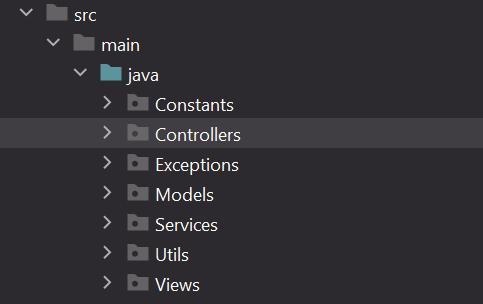 src
main
java
Constants
Controllers
Exceptions
Models
Services
Utils
Views